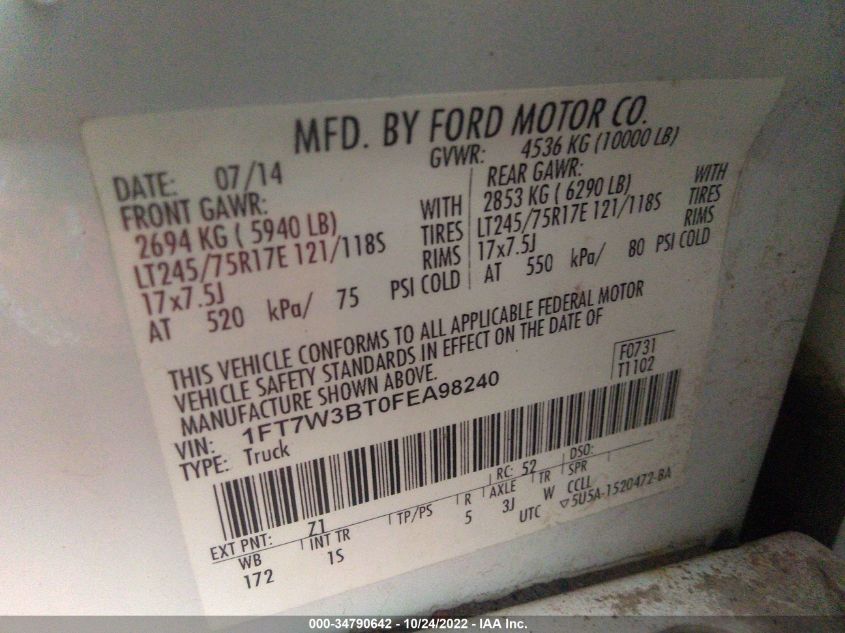 MFD. BY FORD MOTOR CO.
DATE: 07/14 GVWR: 4536 KG (10000 LB)
FRONT GAWR: REAR GAWR:
2694 KG ( 5940 LB) WITH 2853 KG ( 6290 LB) WITH
LT245/75R17E 121/118S TIRES LT245/75R17E 121/118S TIRES
17x7.5J RIMS 17x7.5J RIMS
AT 520 kPa/ 75 PSI COLD AT 550 kPa/ 80 PSI COLD
THIS VEHICLE CONFORMS TO ALL APPLICABLE FEDERAL MOTOR
VEHICLE SAFETY STANDARDS IN EFFECT ON THE DATE OF
MANUFACTURE SHOWN ABOVE.
F0731
T1102
VIN: 1FT7W3BT0FEA98240
TYPE: Truck
EXT PNT: Z1 RC: 52 DSO:
WB INT TR TP/PS R AXLE TR SPR
172 1S 5 3J W CCLL
UTC ▽5U5A-1520472-BA
000-34790642 - 10/24/2022 - IAA Inc.